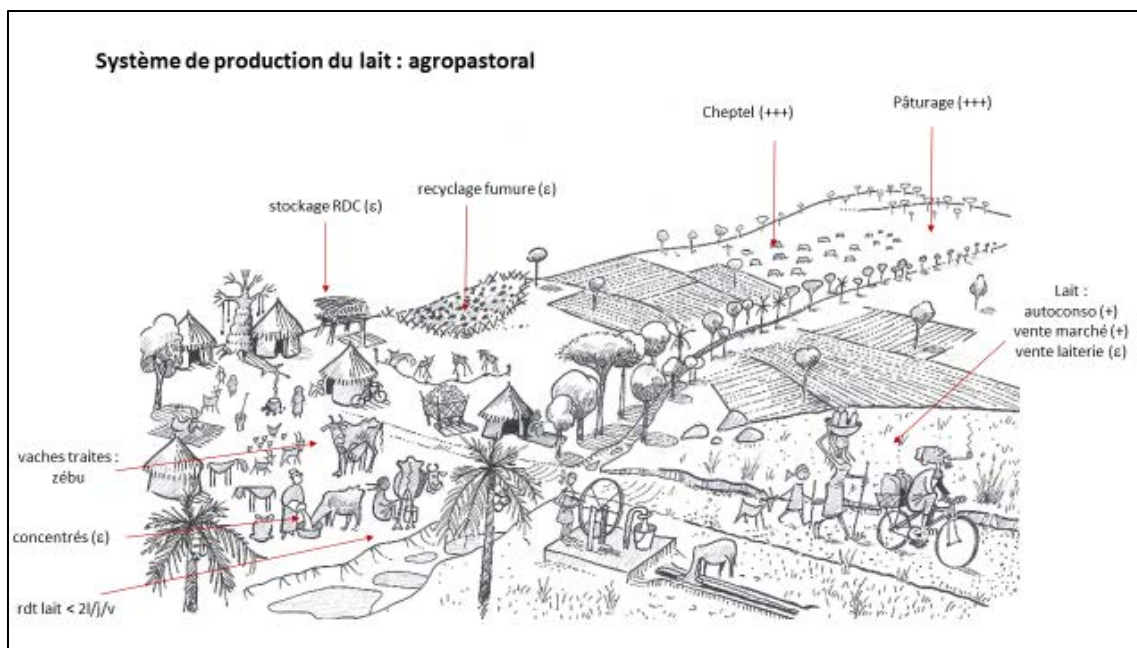 Système de production du lait : agropastoral
Pâturage (+++)
Cheptel (+++)
recyclage fumure (ε)
stockage RDC (ε)
Lait :
autoconso (+)
vente marché (+)
vente laiterie (ε)
vaches traites :
zébu
concentrés (ε)
rdt lait < 2l/j/v